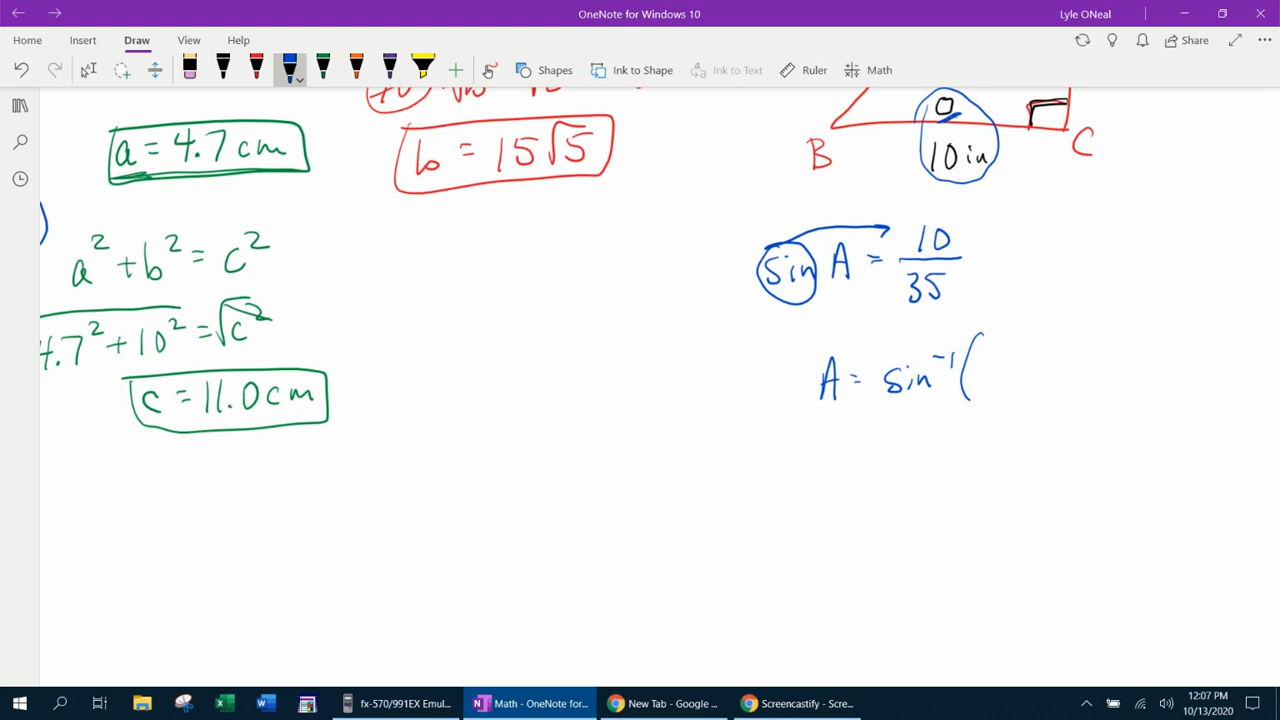 OneNote for Windows 10
Lyle ONeal
Home Insert Draw View Help
Share
Shapes Ink to Shape Ink to Text Ruler Math
a = 4.7 cm
b = 15√5
O
10 in
B
C
a² + b² = c²
4.7² + 10² = √c²
c = 11.0 cm
sin A = 10/35
A = sin⁻¹(
fx-570/991EX Emul...
Math - OneNote for...
New Tab - Google ...
Screencastify - Scre...
12:07 PM
10/13/2020